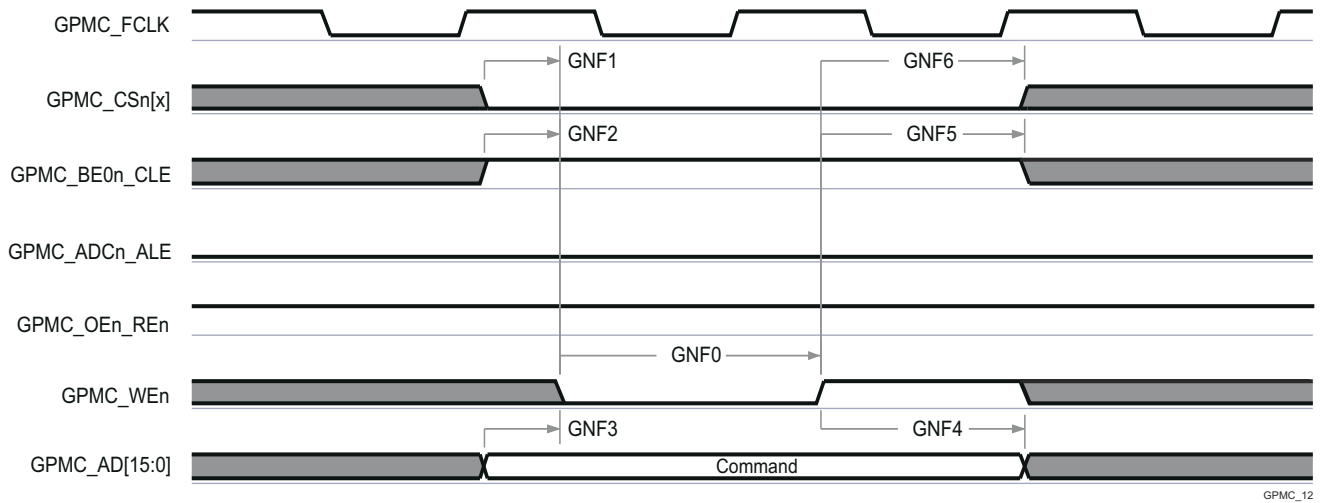 GPMC_FCLK
GNF1
GNF6
GPMC_CSn[x]
GNF2
GNF5
GPMC_BE0n_CLE
GPMC_ADCn_ALE
GPMC_OEn_REn
GNF0
GPMC_WEn
GNF3
GNF4
GPMC_AD[15:0]
Command
GPMC_12